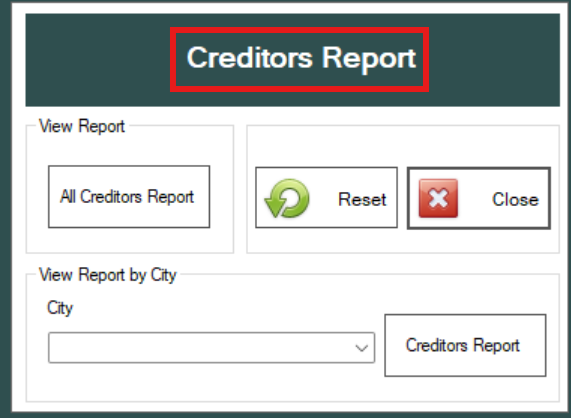 Creditors Report
View Report
All Creditors Report
Reset
Close
View Report by City
City
Creditors Report